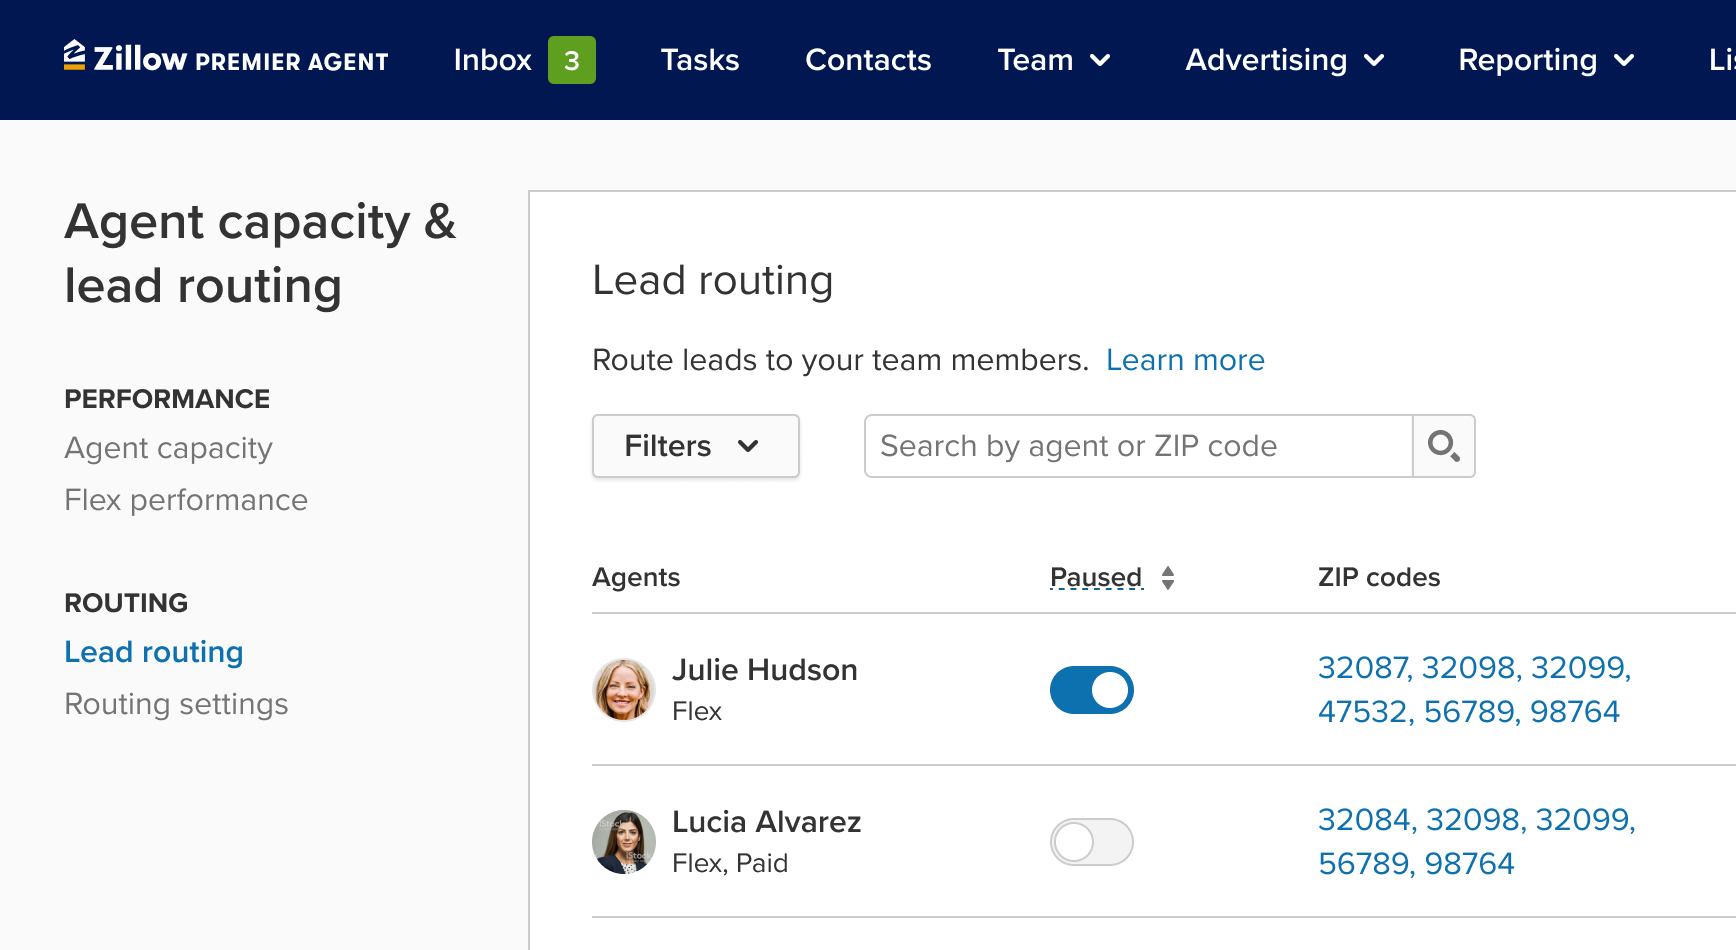 Zillow PREMIER AGENT
Inbox 3
Tasks
Contacts
Team
Advertising
Reporting
Agent capacity &
lead routing
PERFORMANCE
Agent capacity
Flex performance
ROUTING
Lead routing
Routing settings
Lead routing
Route leads to your team members. Learn more
Filters
Search by agent or ZIP code
Agents
Paused
ZIP codes
Julie Hudson
Flex
32087, 32098, 32099,
47532, 56789, 98764
Lucia Alvarez
Flex, Paid
32084, 32098, 32099,
56789, 98764